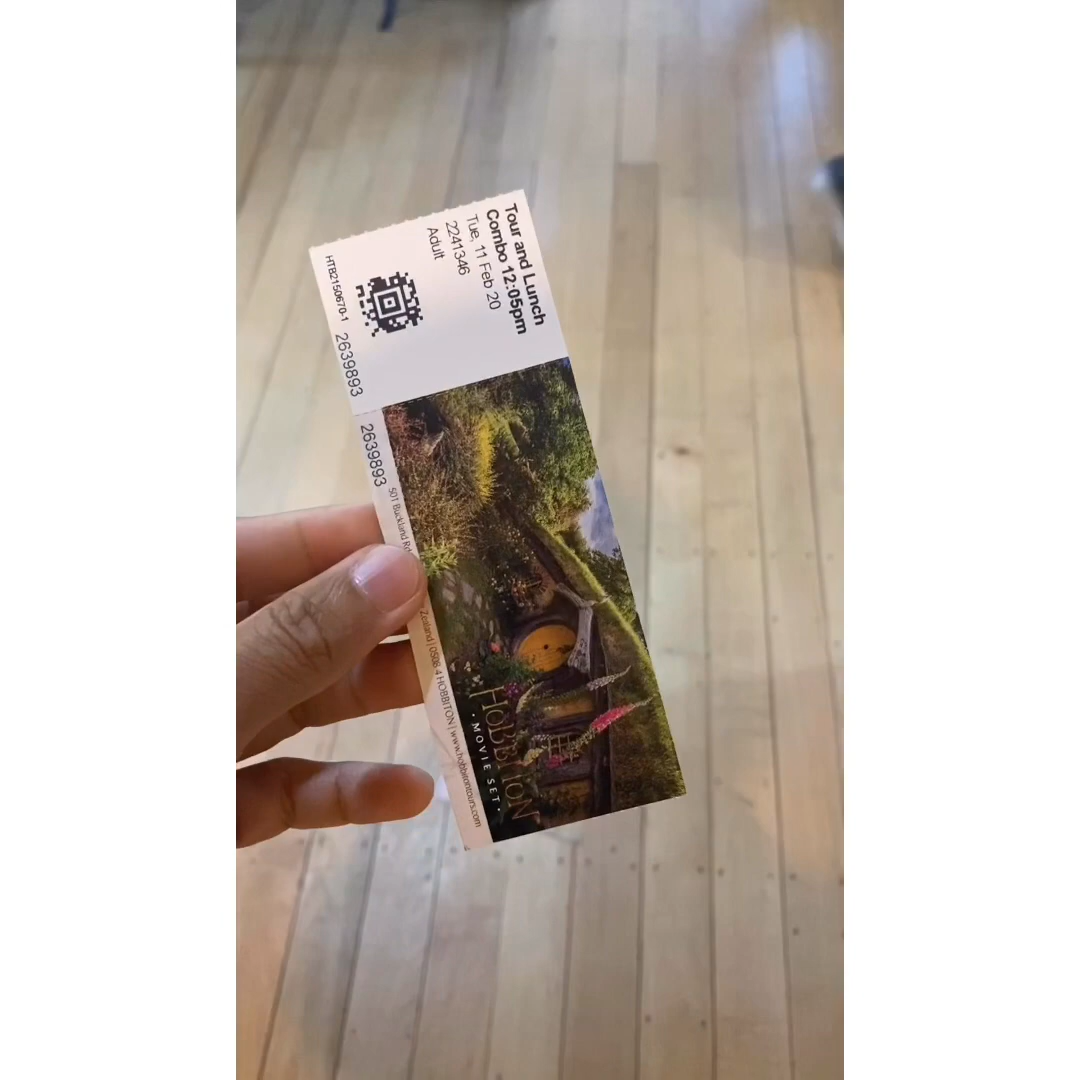 Tour and Lunch
Combo 12:05pm
Tue, 11 Feb 20
2241346
Adult
HTB2150670-1 2639893
2639893
501 Buckland Rd
Zealand | 0508 4 HOBBITON | www.hobbitontours.com
HOBBITON
· MOVIE SET ·